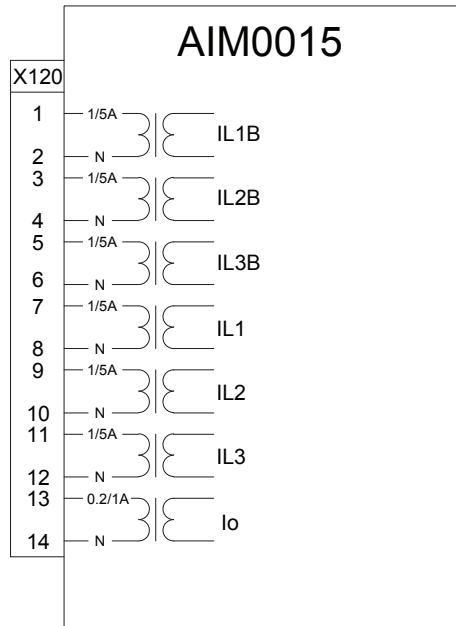 AIM0015
X120
1 1/5A
IL1B
2 N
3 1/5A
IL2B
4 N
5 1/5A
IL3B
6 N
7 1/5A
IL1
8 N
9 1/5A
IL2
10 N
11 1/5A
IL3
12 N
13 0.2/1A
Io
14 N